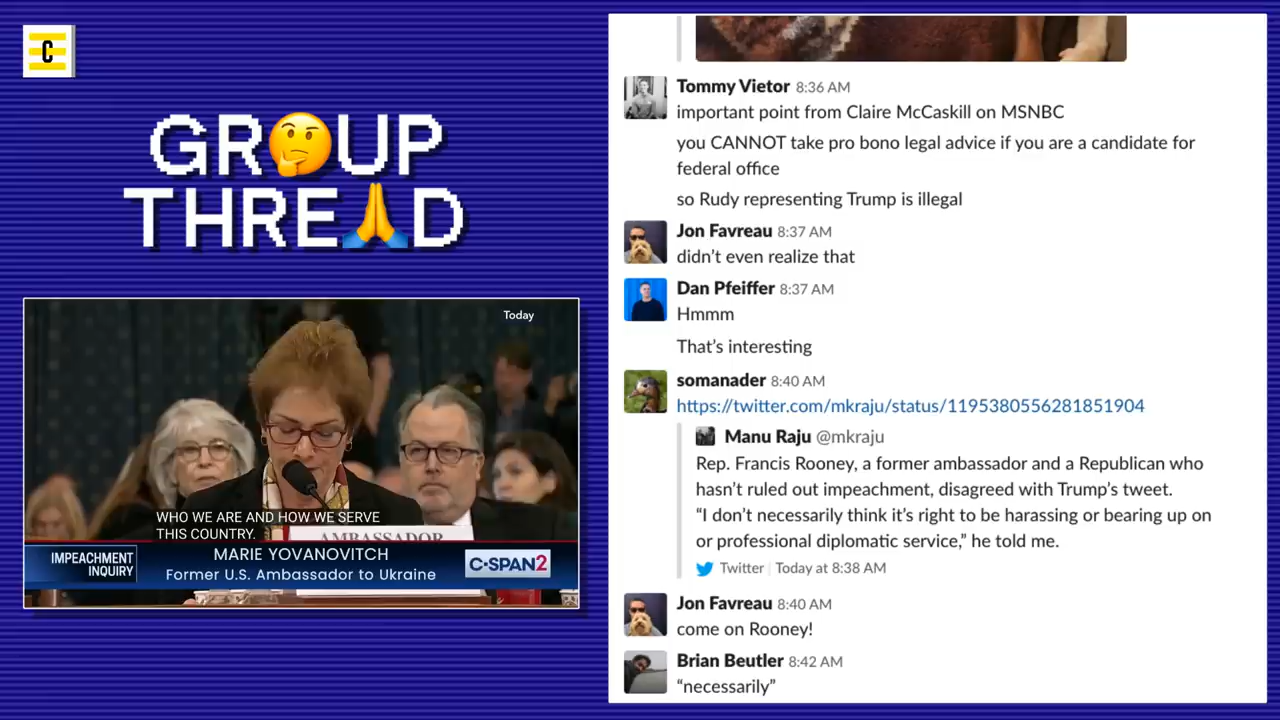 C
GR🤔UP
THRE🙏D
Today
WHO WE ARE AND HOW WE SERVE
THIS COUNTRY.
AMBASSADOR
IMPEACHMENT
INQUIRY
MARIE YOVANOVITCH
Former U.S. Ambassador to Ukraine
C-SPAN2
Tommy Vietor 8:36 AM
important point from Claire McCaskill on MSNBC
you CANNOT take pro bono legal advice if you are a candidate for
federal office
so Rudy representing Trump is illegal
Jon Favreau 8:37 AM
didn't even realize that
Dan Pfeiffer 8:37 AM
Hmmm
That's interesting
somanader 8:40 AM
https://twitter.com/mkraju/status/1195380556281851904
Manu Raju @mkraju
Rep. Francis Rooney, a former ambassador and a Republican who
hasn't ruled out impeachment, disagreed with Trump's tweet.
“I don't necessarily think it's right to be harassing or bearing up on
or professional diplomatic service,” he told me.
Twitter | Today at 8:38 AM
Jon Favreau 8:40 AM
come on Rooney!
Brian Beutler 8:42 AM
“necessarily”